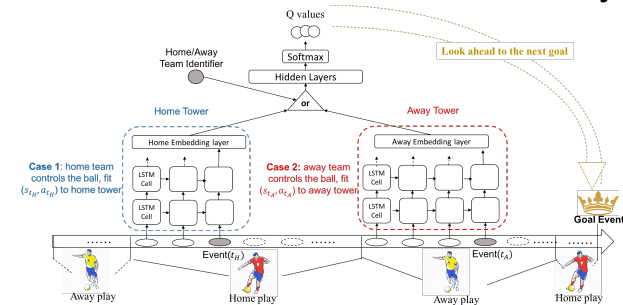 Q values
Home/Away
Team Identifier
Softmax
Look ahead to the next goal
Hidden Layers
or
Home Tower
Away Tower
Home Embedding layer
Away Embedding layer
Case 1: home team
controls the ball, fit
(s_{t_H}, a_{t_H}) to home tower
LSTM
Cell
LSTM
Cell
Case 2: away team
controls the ball, fit
(s_{t_A}, a_{t_A}) to away tower
LSTM
Cell
LSTM
Cell
Goal Event
......
......
......
......
Event(t_H)
Event(t_A)
Away play
Home play
Away play
Home play